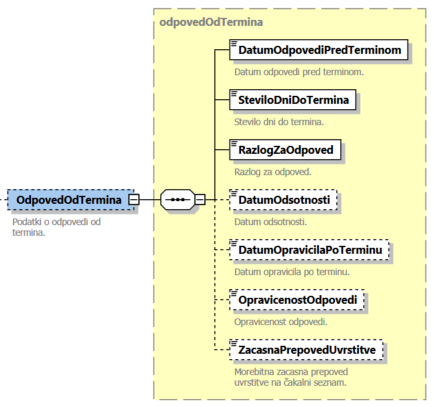 odpovedOdTermina
DatumOdpovediPredTerminom
Datum odpovedi pred terminom.
SteviloDniDoTermina
Stevilo dni do termina.
RazlogZaOdpoved
Razlog za odpoved.
OdpovedOdTermina
Podatki o odpovedi od
termina.
DatumOdsotnosti
Datum odsotnosti.
DatumOpravicilaPoTerminu
Datum opravicila po terminu.
OpravicenostOdpovedi
Opravicenost odpovedi.
ZacasnaPrepovedUvrstitve
Morebitna zacasna prepoved
uvrstitve na čakalni seznam.